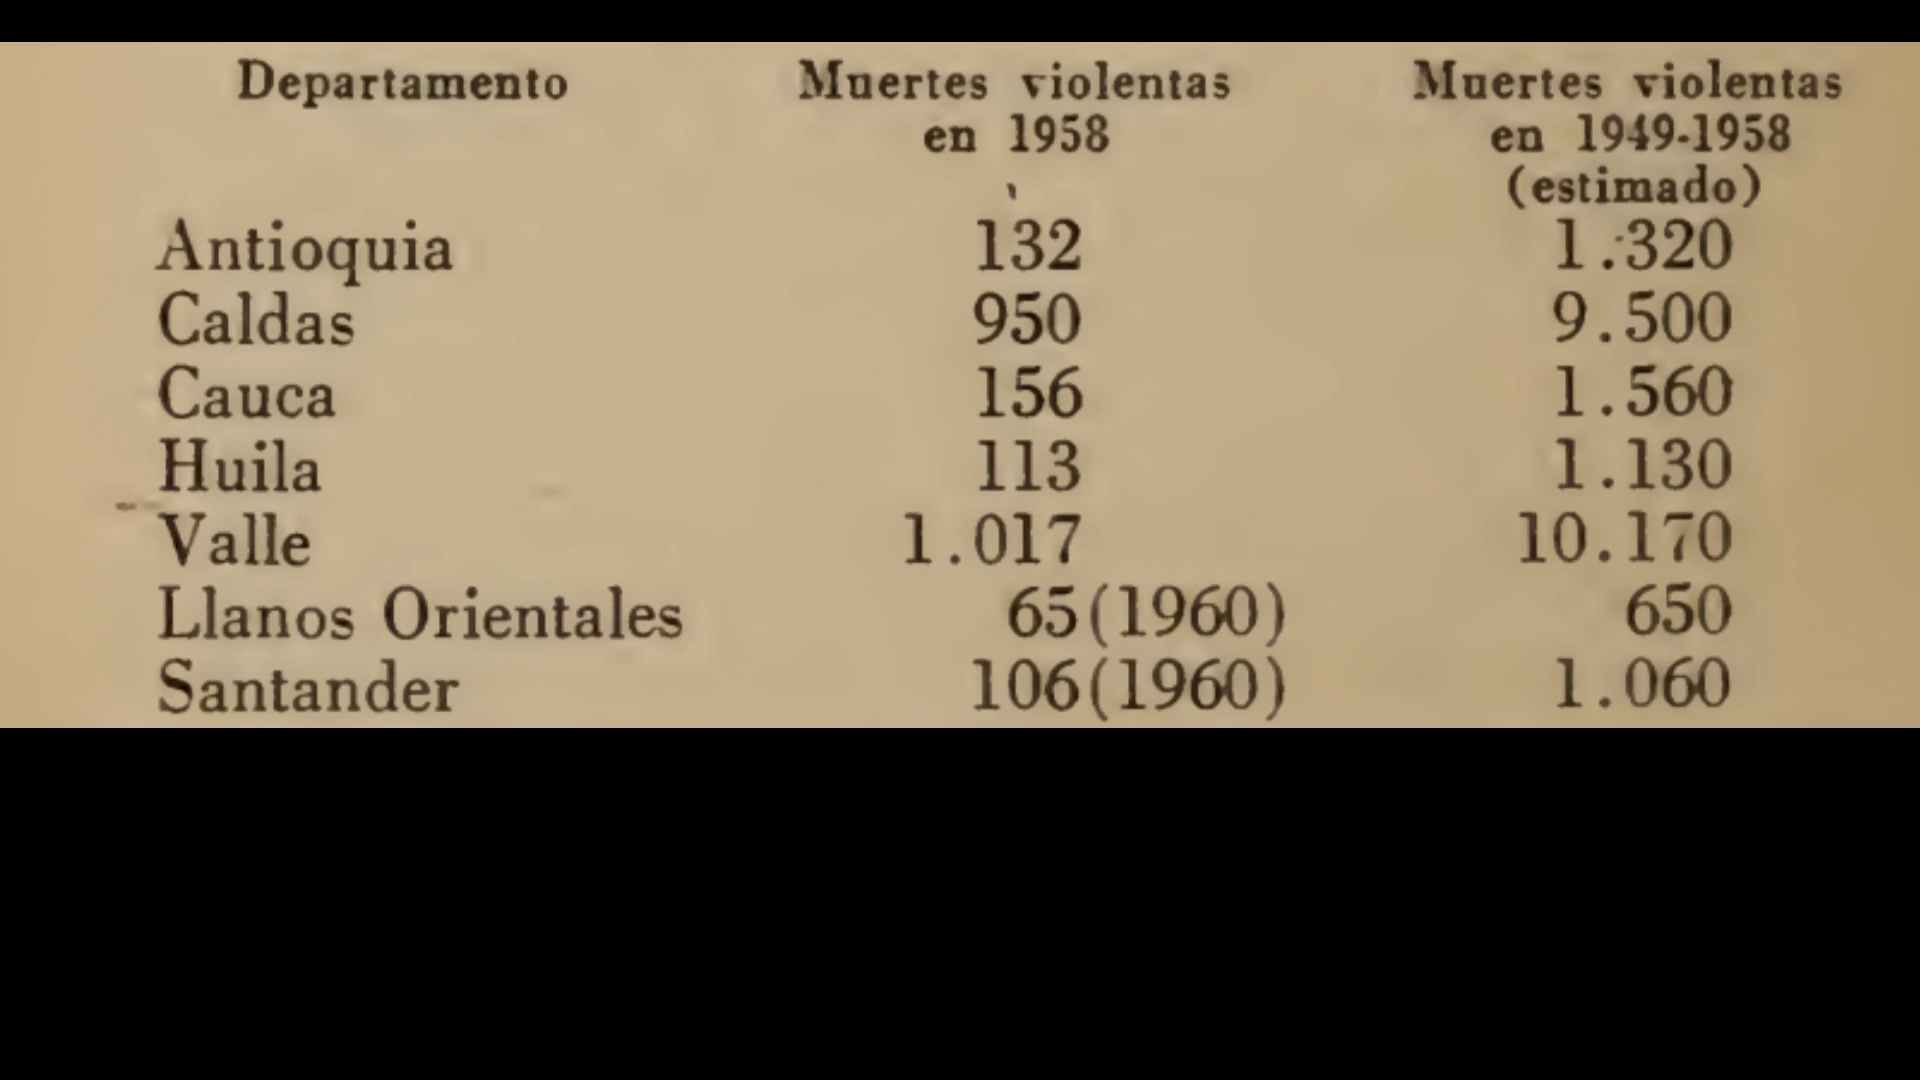 Departamento Muertes violentas Muertes violentas
en 1958 en 1949-1958
(estimado)
Antioquia 132 1.320
Caldas 950 9.500
Cauca 156 1.560
Huila 113 1.130
Valle 1.017 10.170
Llanos Orientales 65(1960) 650
Santander 106(1960) 1.060